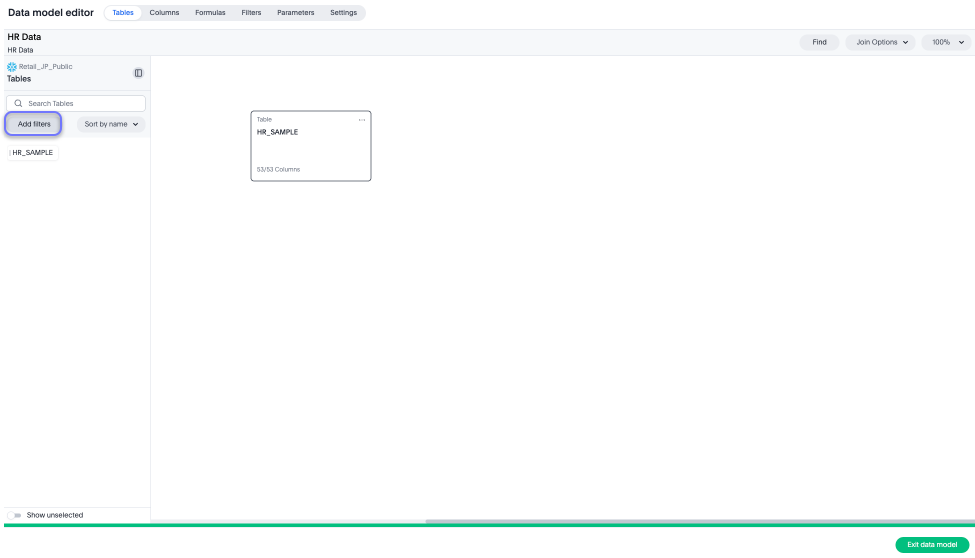 Data model editor Tables Columns Formulas Filters Parameters Settings
HR Data
HR Data
Find Join Options 100%
Retail_JP_Public
Tables
Search Tables
Add filters Sort by name
HR_SAMPLE
Table
HR_SAMPLE
53/53 Columns
Show unselected
Exit data model